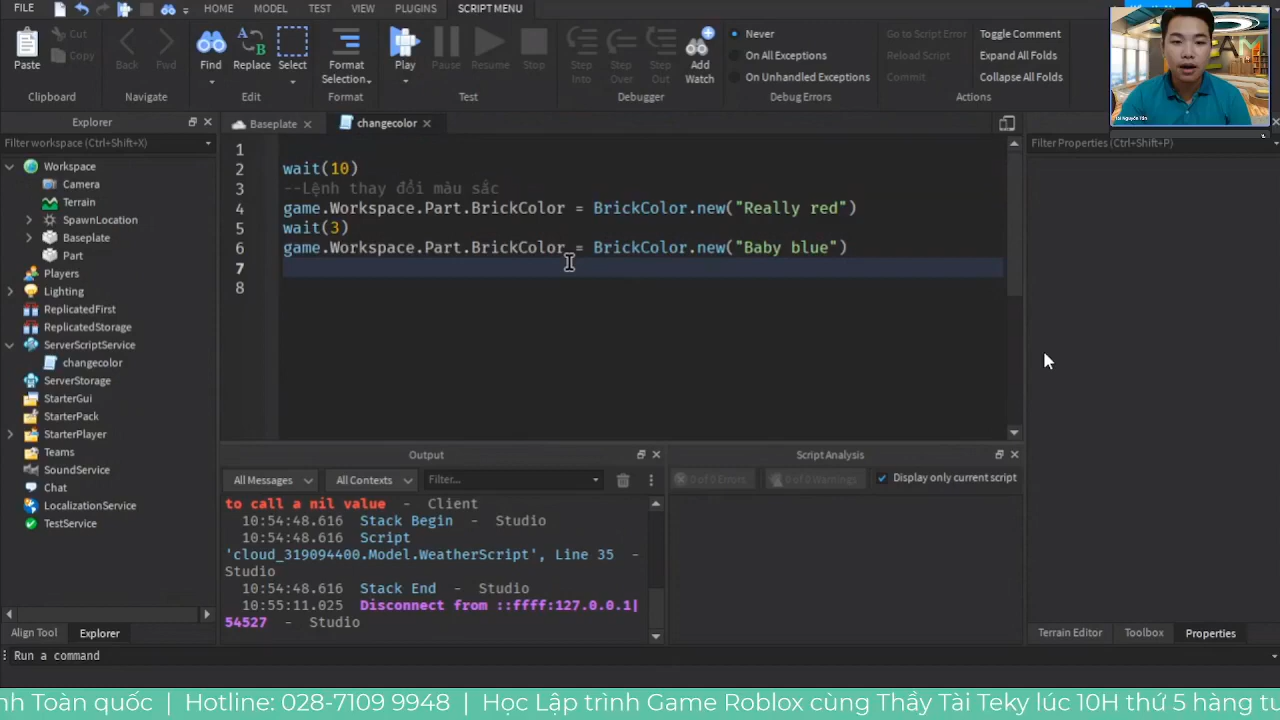 FILE
HOME
MODEL
TEST
VIEW
PLUGINS
SCRIPT MENU
Paste
Cut
Copy
Clipboard
Back
Fwd
Navigate
Find
Replace
Select
Edit
Format
Selection
Format
Play
Pause
Resume
Stop
Test
Step
Into
Step
Over
Step
Out
Add
Watch
Debugger
Never
On All Exceptions
On Unhandled Exceptions
Debug Errors
Go to Script Error
Reload Script
Commit
Toggle Comment
Expand All Folds
Collapse All Folds
Actions
Explorer
Filter workspace (Ctrl+Shift+X)
Workspace
Camera
Terrain
SpawnLocation
Baseplate
Part
Players
Lighting
ReplicatedFirst
ReplicatedStorage
ServerScriptService
changecolor
ServerStorage
StarterGui
StarterPack
StarterPlayer
Teams
SoundService
Chat
LocalizationService
TestService
Align Tool
Explorer
Baseplate
changecolor
1
2 wait(10)
3 --Lệnh thay đổi màu sắc
4 game.Workspace.Part.BrickColor = BrickColor.new("Really red")
5 wait(3)
6 game.Workspace.Part.BrickColor = BrickColor.new("Baby blue")
7
8
Output
All Messages
All Contexts
Filter...
to call a nil value - Client
10:54:48.616 Stack Begin - Studio
10:54:48.616 Script
'cloud_319094400.Model.WeatherScript', Line 35 -
Studio
10:54:48.616 Stack End - Studio
10:55:11.025 Disconnect from ::ffff:127.0.0.1|
54527 - Studio
Script Analysis
0 of 0 Errors
0 of 0 Warnings
Display only current script
Filter Properties (Ctrl+Shift+P)
Terrain Editor
Toolbox
Properties
Run a command
nh Toàn quốc | Hotline: 028-7109 9948 | Học Lập trình Game Roblox cùng Thầy Tài Teky lúc 10H thứ 5 hàng tu